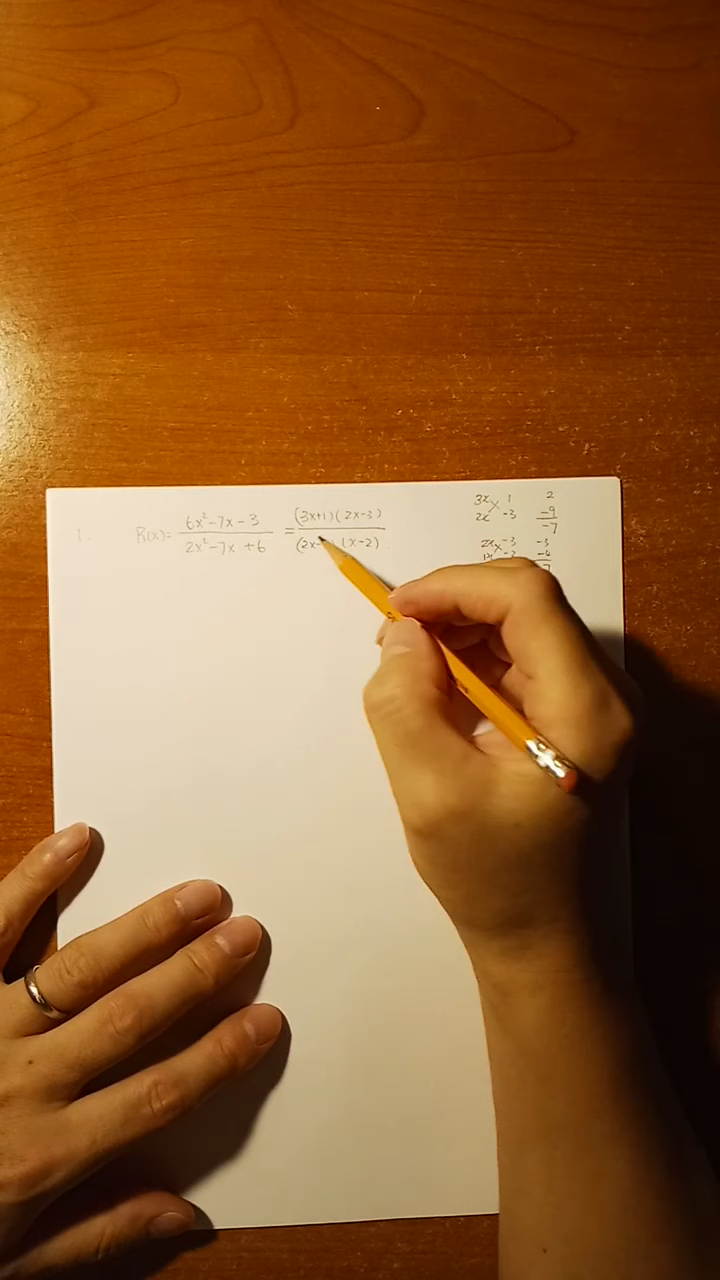 1. R(x) = (6x² - 7x - 3)/(2x² - 7x + 6) = ((3x+1)(2x-3))/((2x- (x-2))
3x 1 2
2x -3 -9
-7
2x -3 -3
-6